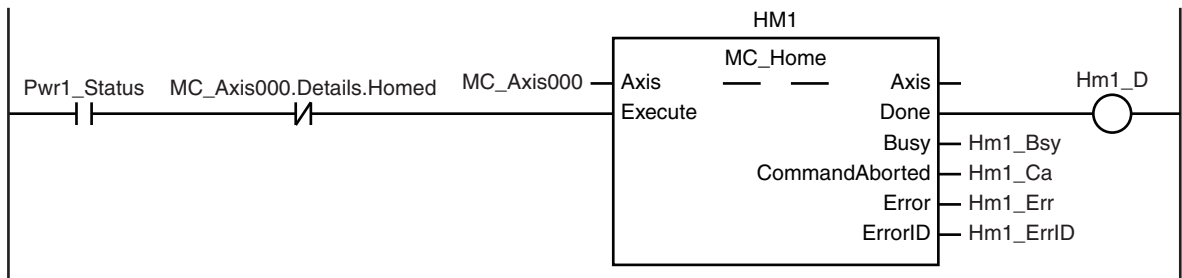 HM1
MC_Home
Pwr1_Status MC_Axis000.Details.Homed MC_Axis000 Axis Axis Hm1_D
Execute Done
Busy Hm1_Bsy
CommandAborted Hm1_Ca
Error Hm1_Err
ErrorID Hm1_ErrID